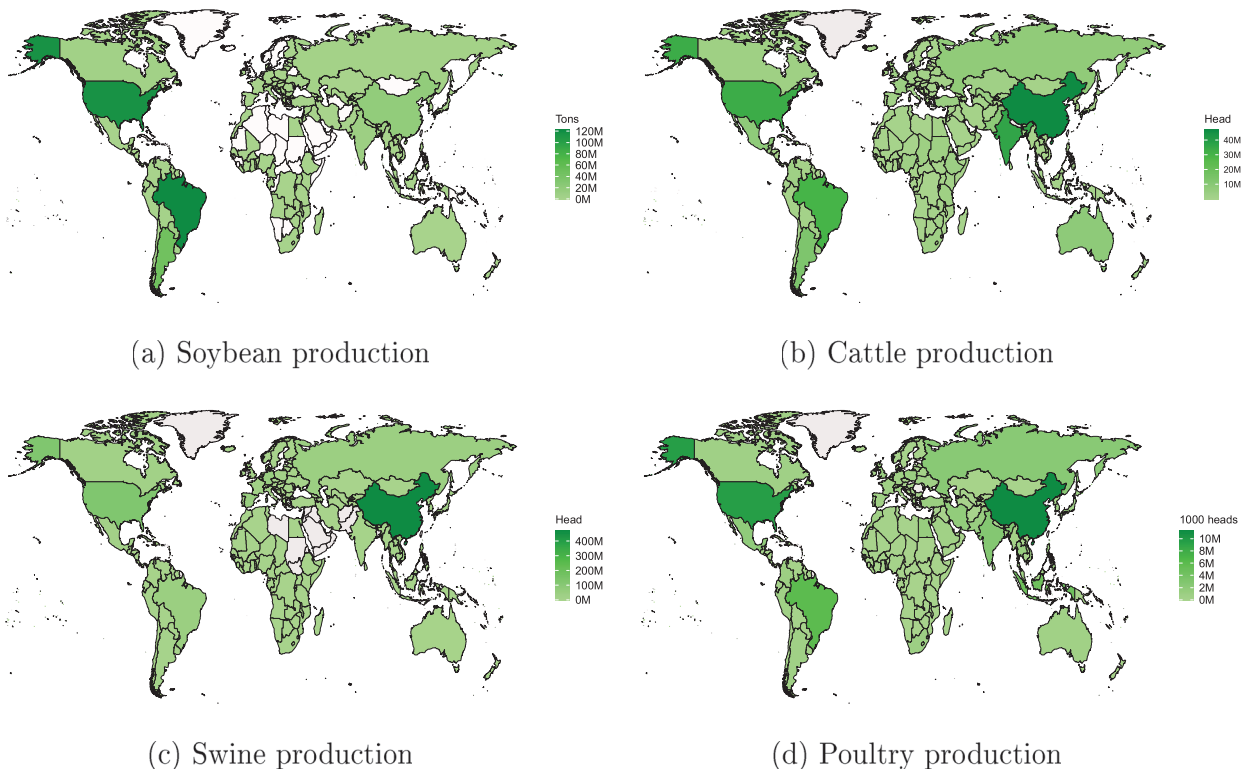 Tons
120M
100M
80M
60M
40M
20M
0M
(a) Soybean production
Head
40M
30M
20M
10M
(b) Cattle production
Head
400M
300M
200M
100M
0M
(c) Swine production
1000 heads
10M
8M
6M
4M
2M
0M
(d) Poultry production